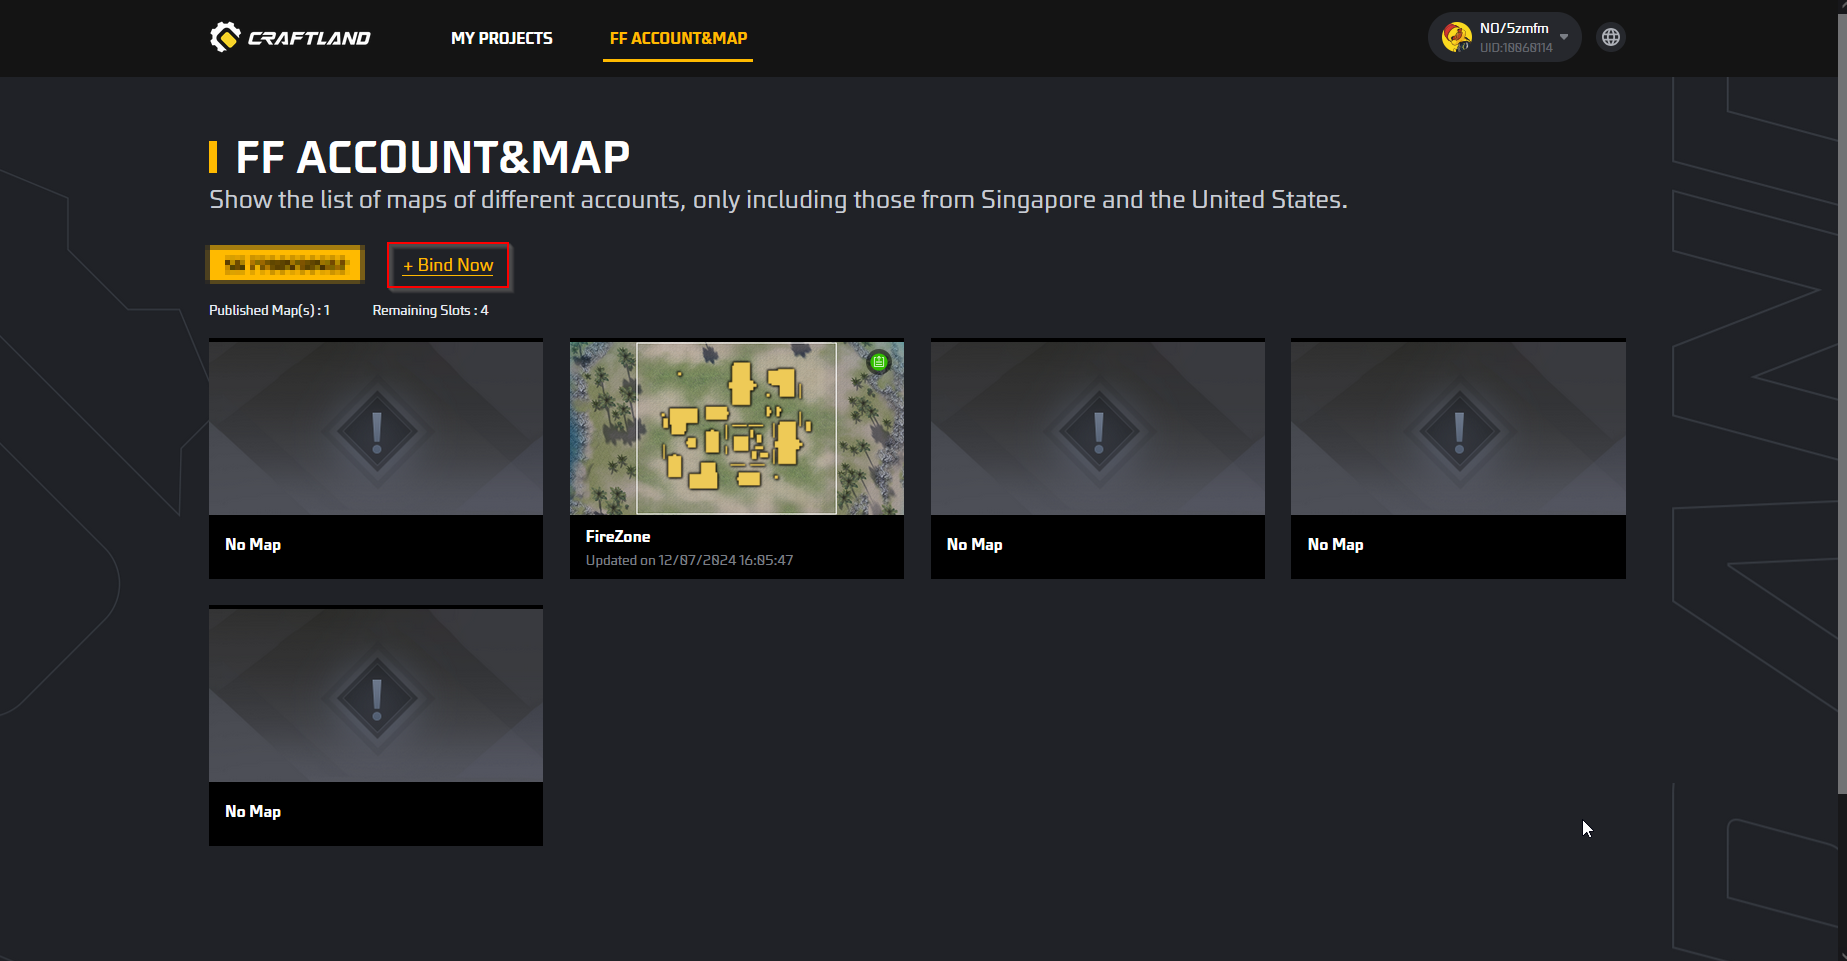 CRAFTLAND
MY PROJECTS
FF ACCOUNT&MAP
NO/5zmfm
UID:10060114
FF ACCOUNT&MAP
Show the list of maps of different accounts, only including those from Singapore and the United States.
+ Bind Now
Published Map(s) : 1
Remaining Slots : 4
No Map
FireZone
Updated on 12/07/2024 16:05:47
No Map
No Map
No Map